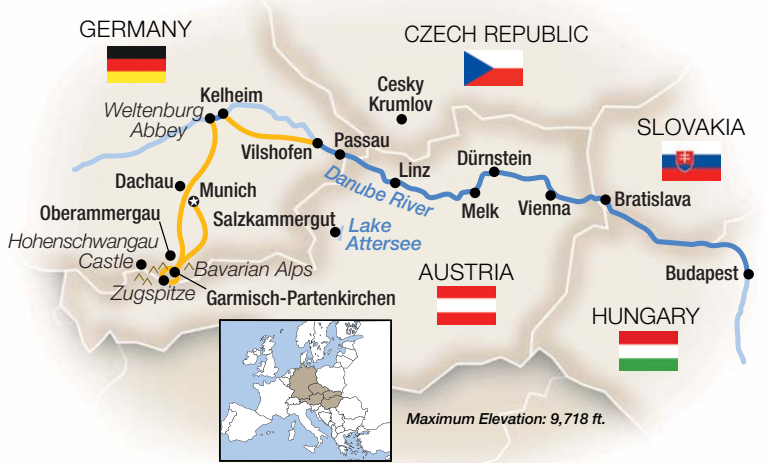 GERMANY
CZECH REPUBLIC
Cesky
Krumlov
Kelheim
Weltenburg
Abbey
SLOVAKIA
Vilshofen
Passau
Dürnstein
Linz
Danube River
Dachau
Munich
Melk
Vienna
Bratislava
Oberammergau
Salzkammergut
Lake
Attersee
Hohenschwangau
Castle
Bavarian Alps
AUSTRIA
Budapest
Zugspitze
Garmisch-Partenkirchen
HUNGARY
Maximum Elevation: 9,718 ft.